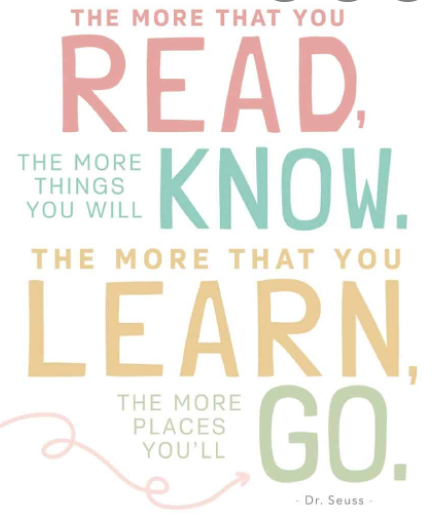 THE MORE THAT YOU
READ,
THE MORE
THINGS
YOU WILL
KNOW.
THE MORE THAT YOU
LEARN,
THE MORE
PLACES
YOU'LL
GO.
- Dr. Seuss -